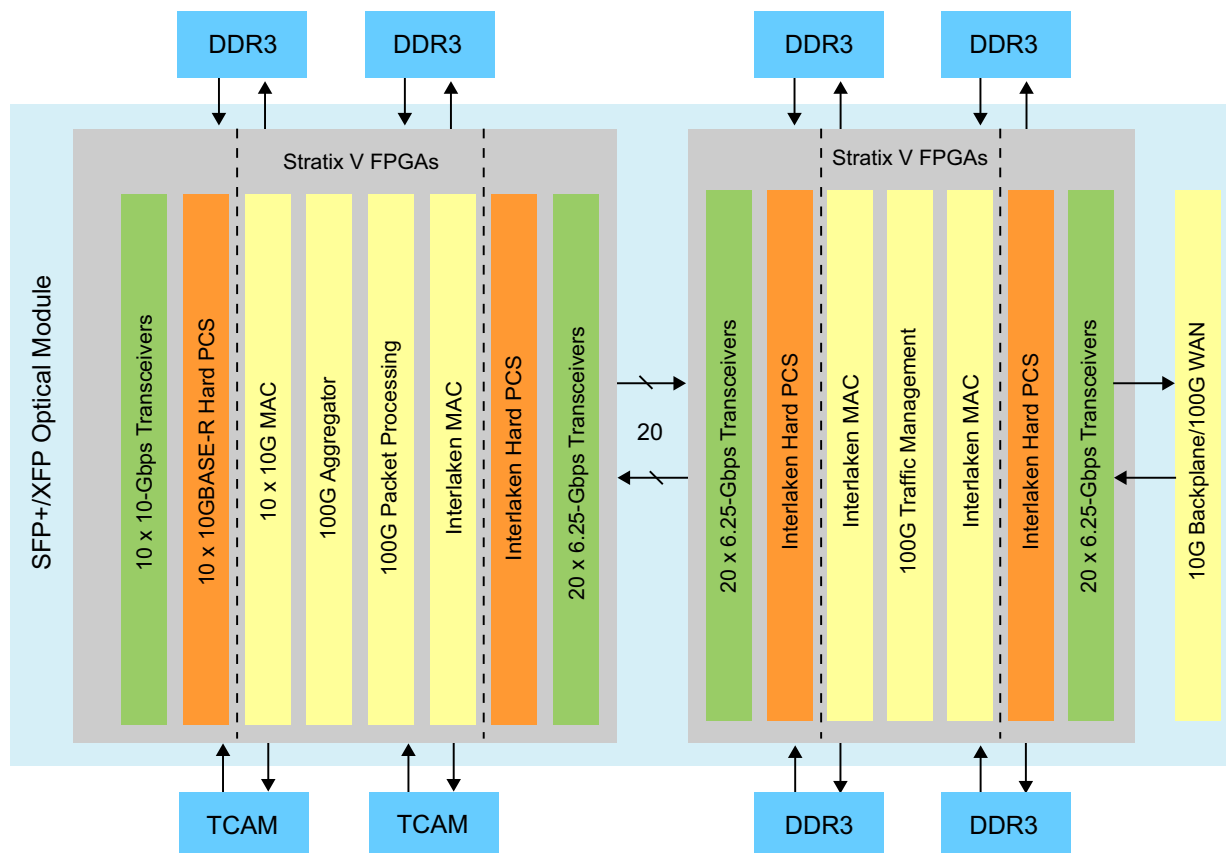 DDR3
DDR3
DDR3
DDR3
SFP+/XFP Optical Module
Stratix V FPGAs
10 x 10-Gbps Transceivers
10 x 10GBASE-R Hard PCS
10 x 10G MAC
100G Aggregator
100G Packet Processing
Interlaken MAC
Interlaken Hard PCS
20 x 6.25-Gbps Transceivers
20
Stratix V FPGAs
20 x 6.25-Gbps Transceivers
Interlaken Hard PCS
Interlaken MAC
100G Traffic Management
Interlaken MAC
Interlaken Hard PCS
20 x 6.25-Gbps Transceivers
10G Backplane/100G WAN
TCAM
TCAM
DDR3
DDR3